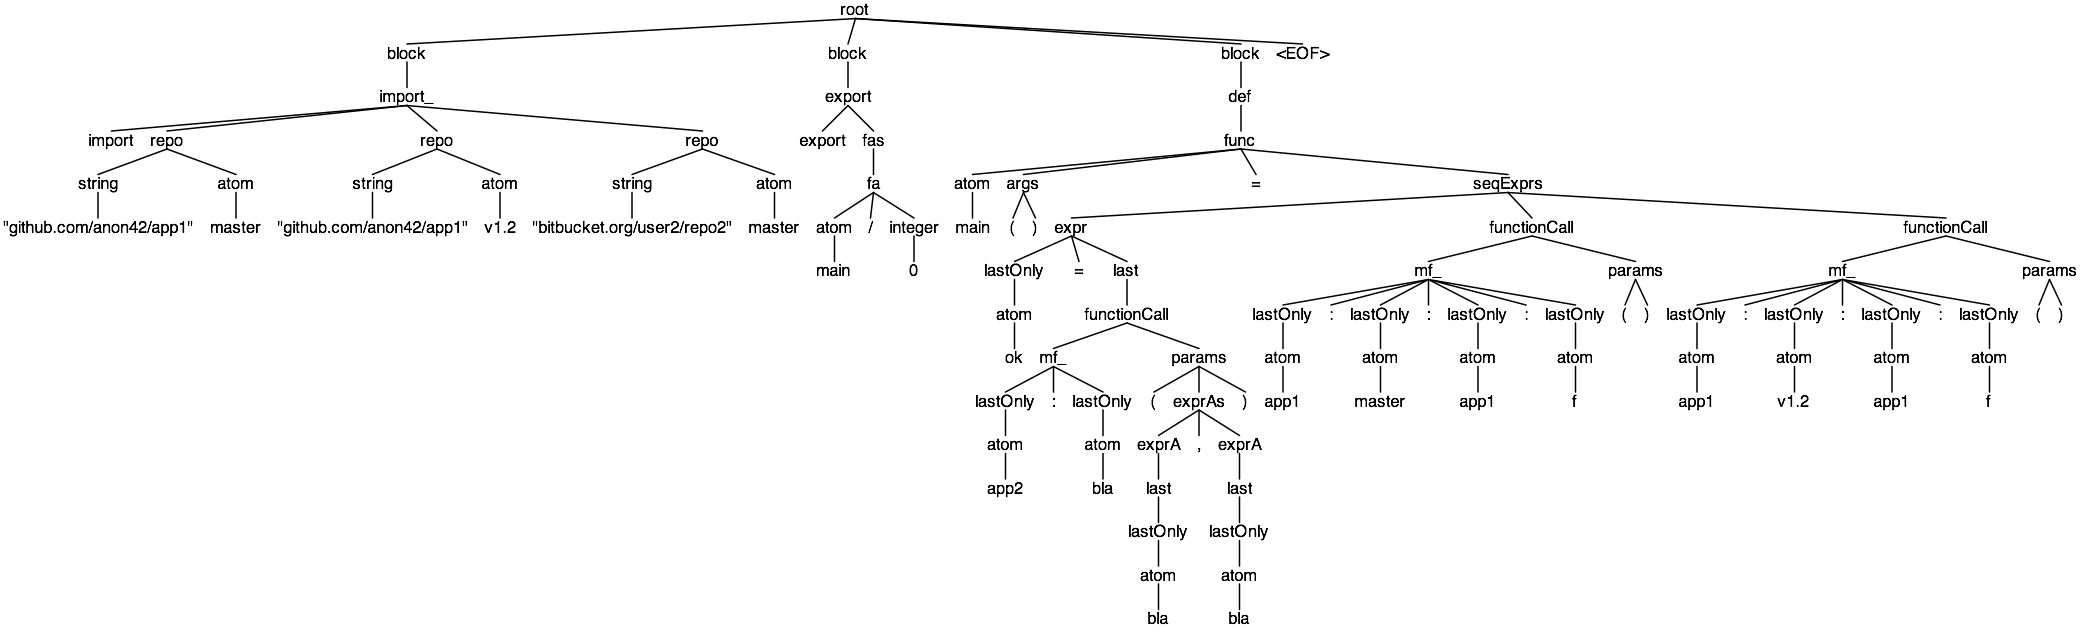 root
block block block <EOF>
import_ export def
import repo repo repo export fas func
string atom string atom string atom fa atom args = seqExprs
"github.com/anon42/app1" master "github.com/anon42/app1" v1.2 "bitbucket.org/user2/repo2" master atom / integer main ( ) expr functionCall functionCall
main 0 lastOnly = last mf_ params mf_ params
atom functionCall lastOnly : lastOnly : lastOnly : lastOnly ( ) lastOnly : lastOnly : lastOnly : lastOnly ( )
ok mf_ params atom atom atom atom atom atom atom atom
lastOnly : lastOnly ( exprAs ) app1 master app1 f app1 v1.2 app1 f
atom atom exprA , exprA
app2 bla last last
lastOnly lastOnly
atom atom
bla bla